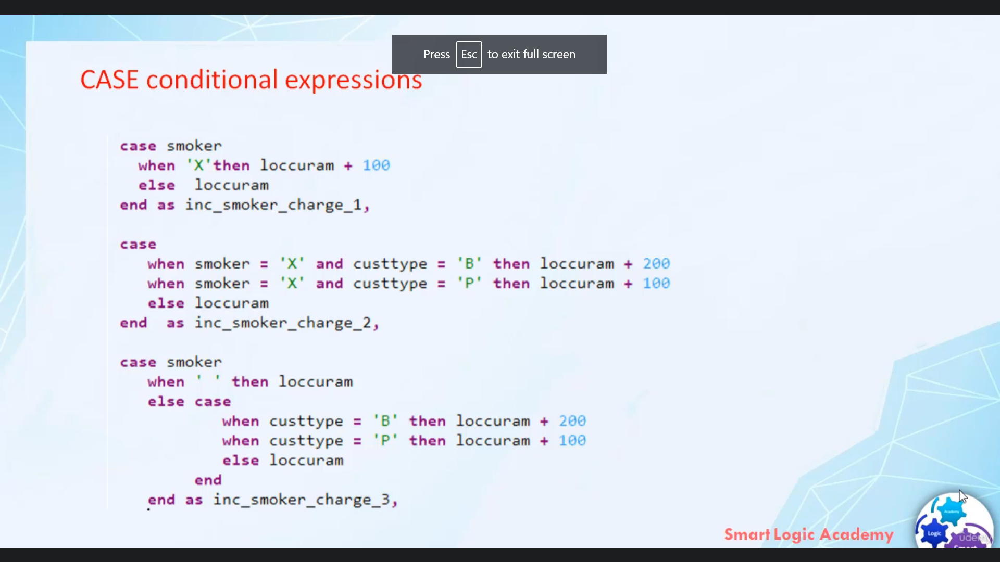 Press Esc to exit full screen
CASE conditional expressions
case smoker
when 'X'then loccuram + 100
else loccuram
end as inc_smoker_charge_1,
case
when smoker = 'X' and custtype = 'B' then loccuram + 200
when smoker = 'X' and custtype = 'P' then loccuram + 100
else loccuram
end as inc_smoker_charge_2,
case smoker
when ' ' then loccuram
else case
when custtype = 'B' then loccuram + 200
when custtype = 'P' then loccuram + 100
else loccuram
end
end as inc_smoker_charge_3,
Smart Logic Academy
Academy
Logic
Smart
udemy